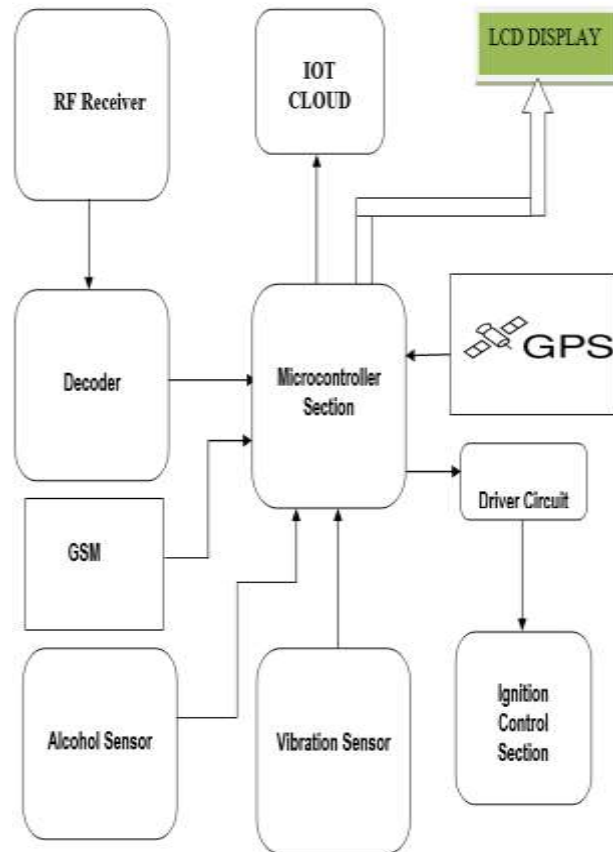 RF Receiver
IOT
CLOUD
LCD DISPLAY
Decoder
Microcontroller
Section
GPS
GSM
Driver Circuit
Alcohol Sensor
Vibration Sensor
Ignition
Control
Section